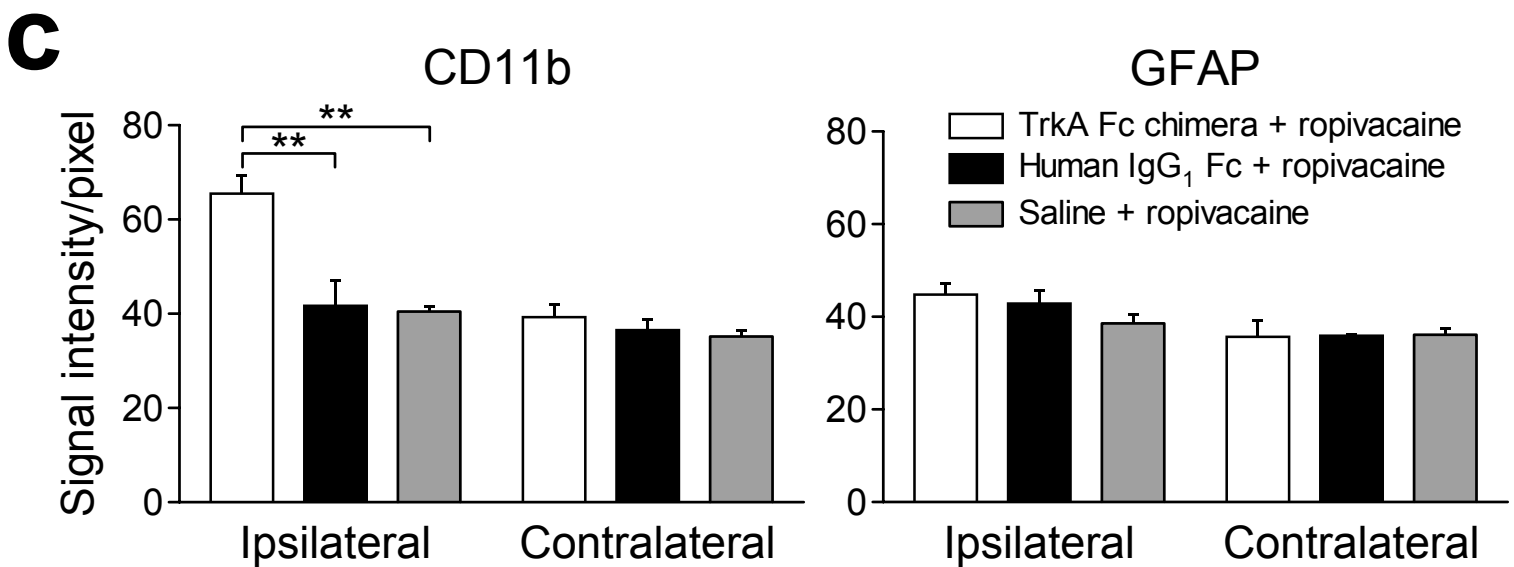 c
CD11b
GFAP
Signal intensity/pixel
80
60
40
20
0
**
**
Ipsilateral
Contralateral
80
60
40
20
0
TrkA Fc chimera + ropivacaine
Human IgG₁ Fc + ropivacaine
Saline + ropivacaine
Ipsilateral
Contralateral